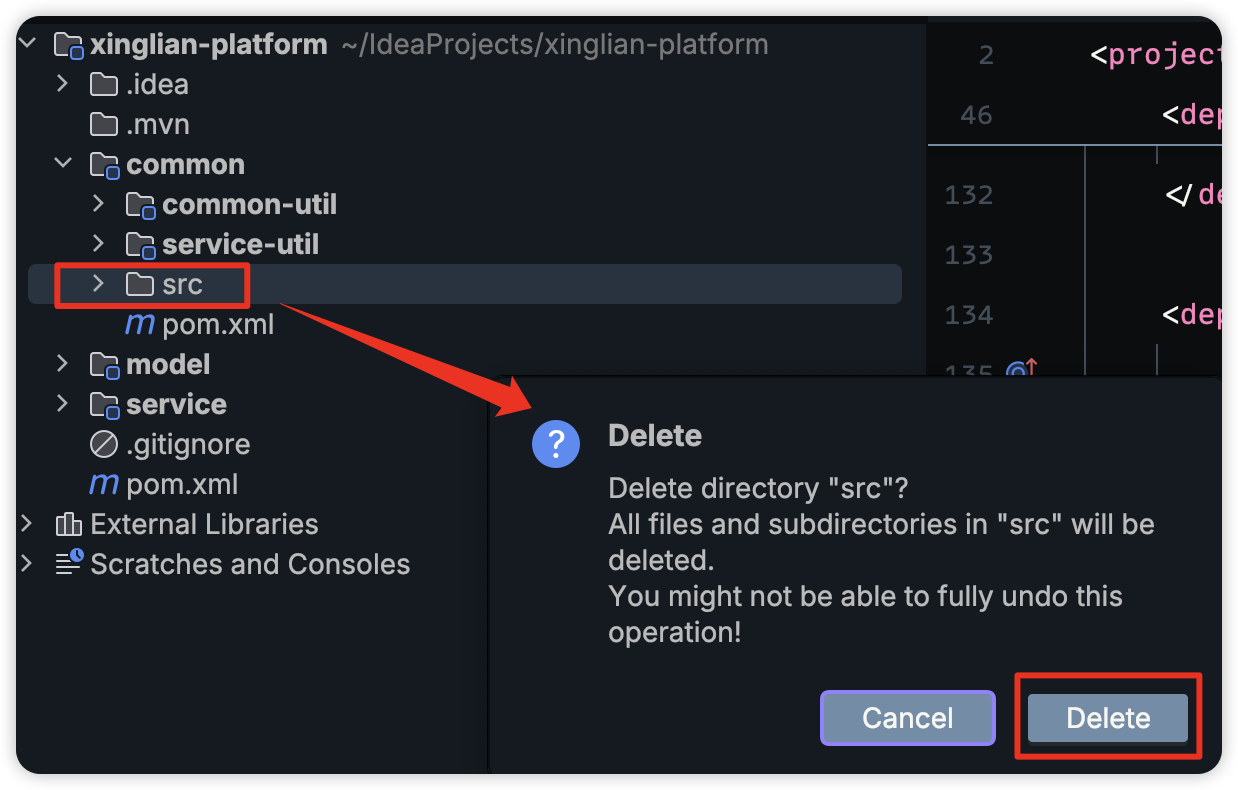 xinglian-platform ~/IdeaProjects/xinglian-platform
.idea
.mvn
common
common-util
service-util
src
m pom.xml
model
service
.gitignore
m pom.xml
External Libraries
Scratches and Consoles
2 <project
46 <dep
132 </de
133
134 <dep
135
?
Delete
Delete directory "src"?
All files and subdirectories in "src" will be
deleted.
You might not be able to fully undo this
operation!
Cancel
Delete